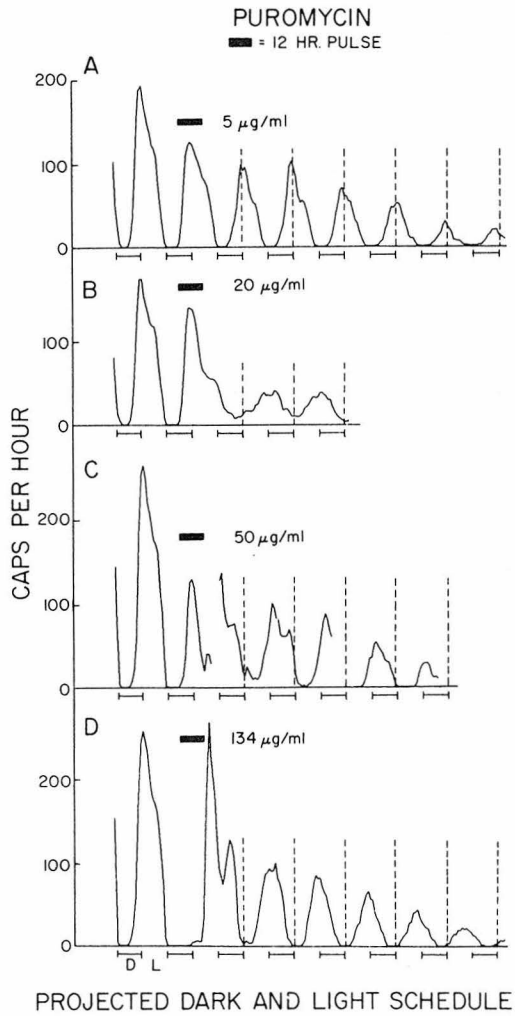 PUROMYCIN
= 12 HR. PULSE
A
200
5 µg/ml
100
0
B
20 µg/ml
100
0
C
50 µg/ml
200
100
0
D
134 µg/ml
200
100
0
D L
CAPS PER HOUR
PROJECTED DARK AND LIGHT SCHEDULE